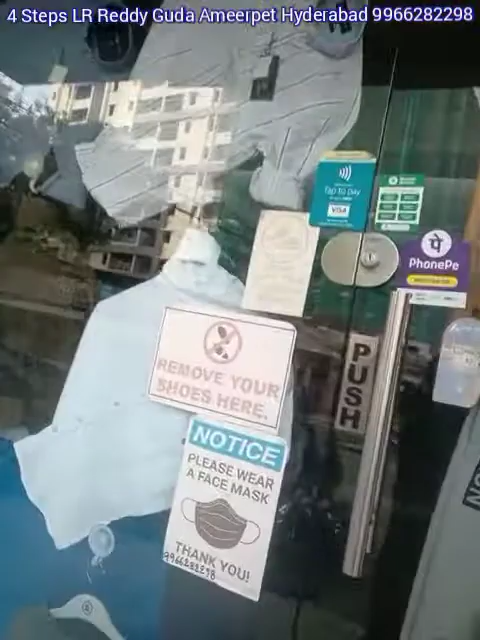 4 Steps LR Reddy Guda Ameerpet Hyderabad 9966282298
Tap to pay
VISA
पे
PhonePe
REMOVE YOUR
SHOES HERE.
PUSH
NOTICE
PLEASE WEAR
A FACE MASK
THANK YOU!
9966282298